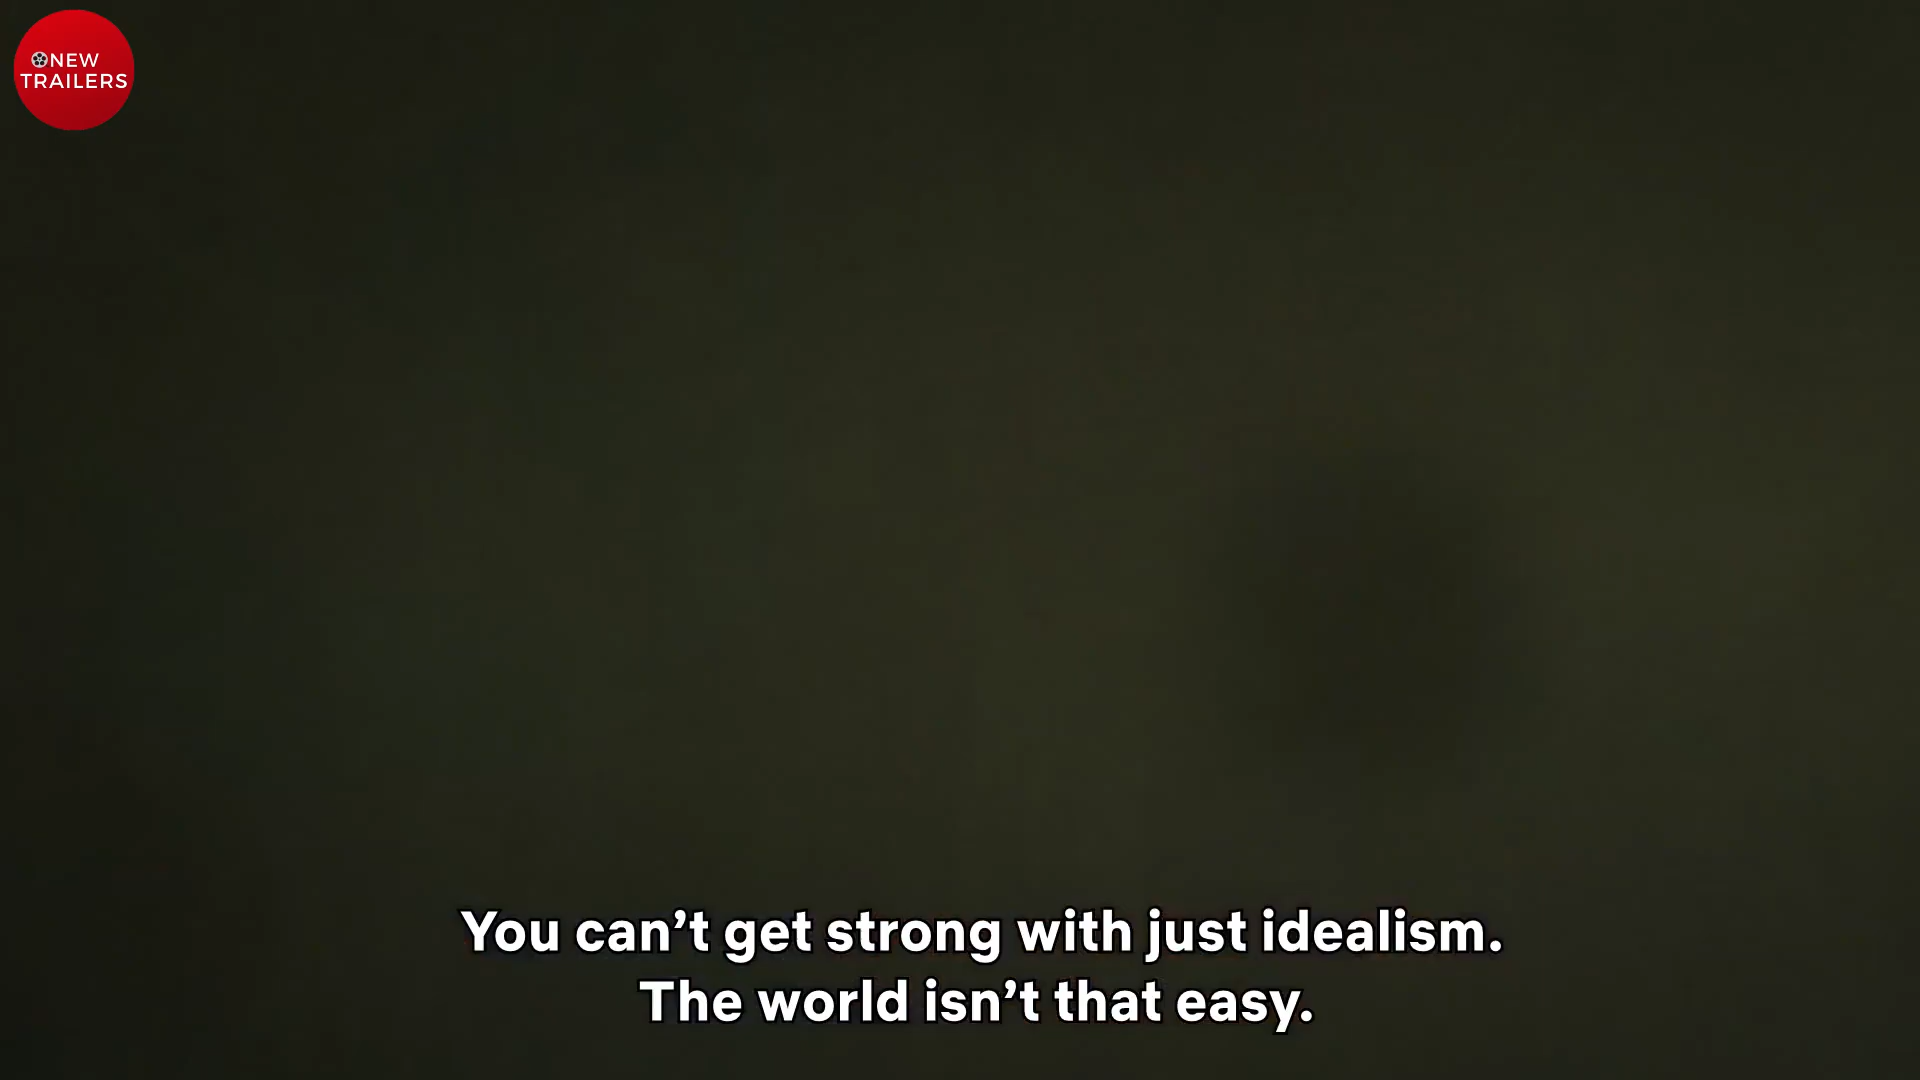 NEW
TRAILERS
You can’t get strong with just idealism.
The world isn’t that easy.